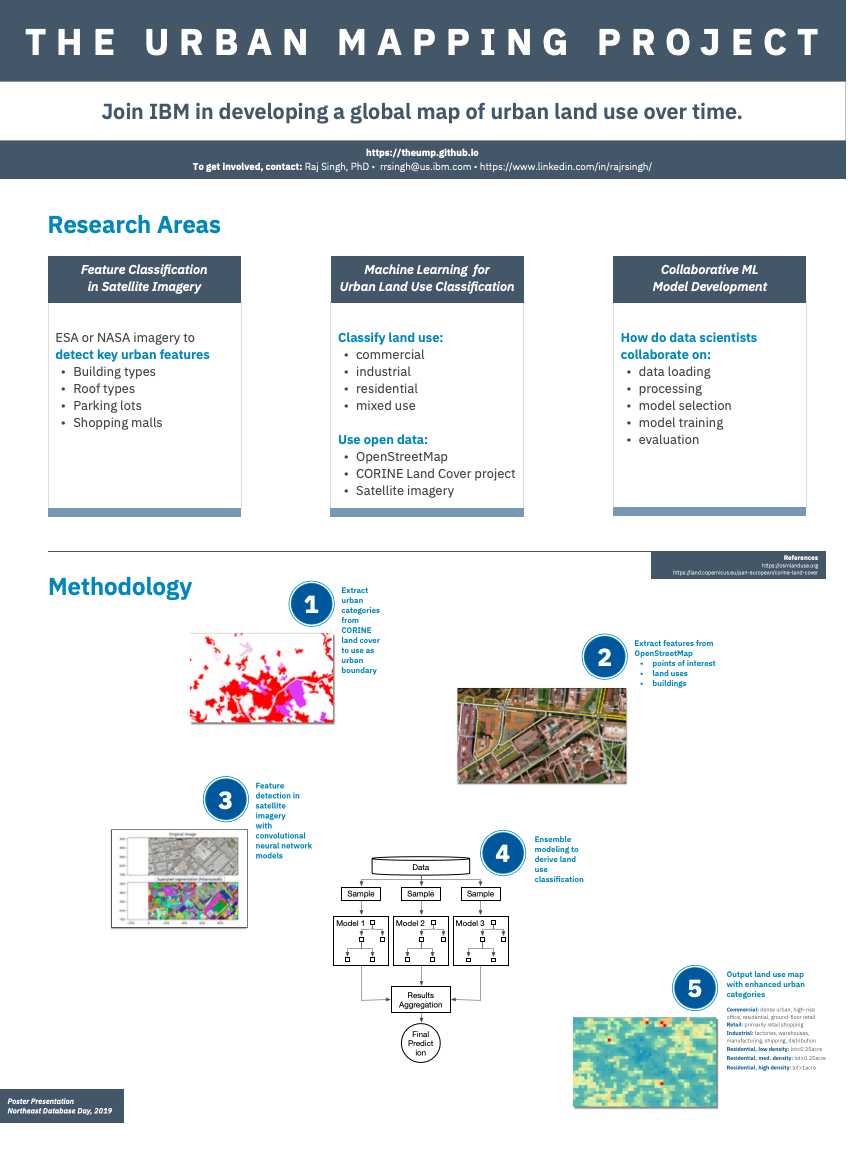 THE URBAN MAPPING PROJECT
Join IBM in developing a global map of urban land use over time.
https://theump.github.io
To get involved, contact: Raj Singh, PhD • rrsingh@us.ibm.com • https://www.linkedin.com/in/rajrsingh/
Research Areas
Feature Classification
in Satellite Imagery
ESA or NASA imagery to
detect key urban features
• Building types
• Roof types
• Parking lots
• Shopping malls
Machine Learning for
Urban Land Use Classification
Classify land use:
• commercial
• industrial
• residential
• mixed use
Use open data:
• OpenStreetMap
• CORINE Land Cover project
• Satellite imagery
Collaborative ML
Model Development
How do data scientists
collaborate on:
• data loading
• processing
• model selection
• model training
• evaluation
References
https://osmlanduse.org
https://land.copernicus.eu/pan-european/corine-land-cover
Methodology
1
Extract
urban
categories
from
CORINE
land cover
to use as
urban
boundary
2
Extract features from
OpenStreetMap
• points of interest
• land uses
• buildings
3
Feature
detection in
satellite
imagery
with
convolutional
neural network
models
Original image
4
Ensemble
modeling to
derive land
use
classification
Data
Sample
Sample
Sample
Model 1
Model 2
Model 3
Results
Aggregation
Final
Predict
ion
5
Output land use map
with enhanced urban
categories
Commercial: dense urban, high-rise
office, residential, ground-floor retail
Retail: primarily retail shopping
Industrial: factories, warehouses,
manufacturing, shipping, distribution
Residential, low density: lot<0.25acre
Residential, med. density: lot>0.25acre
Residential, high density: lot>1acre
Poster Presentation
Northeast Database Day, 2019